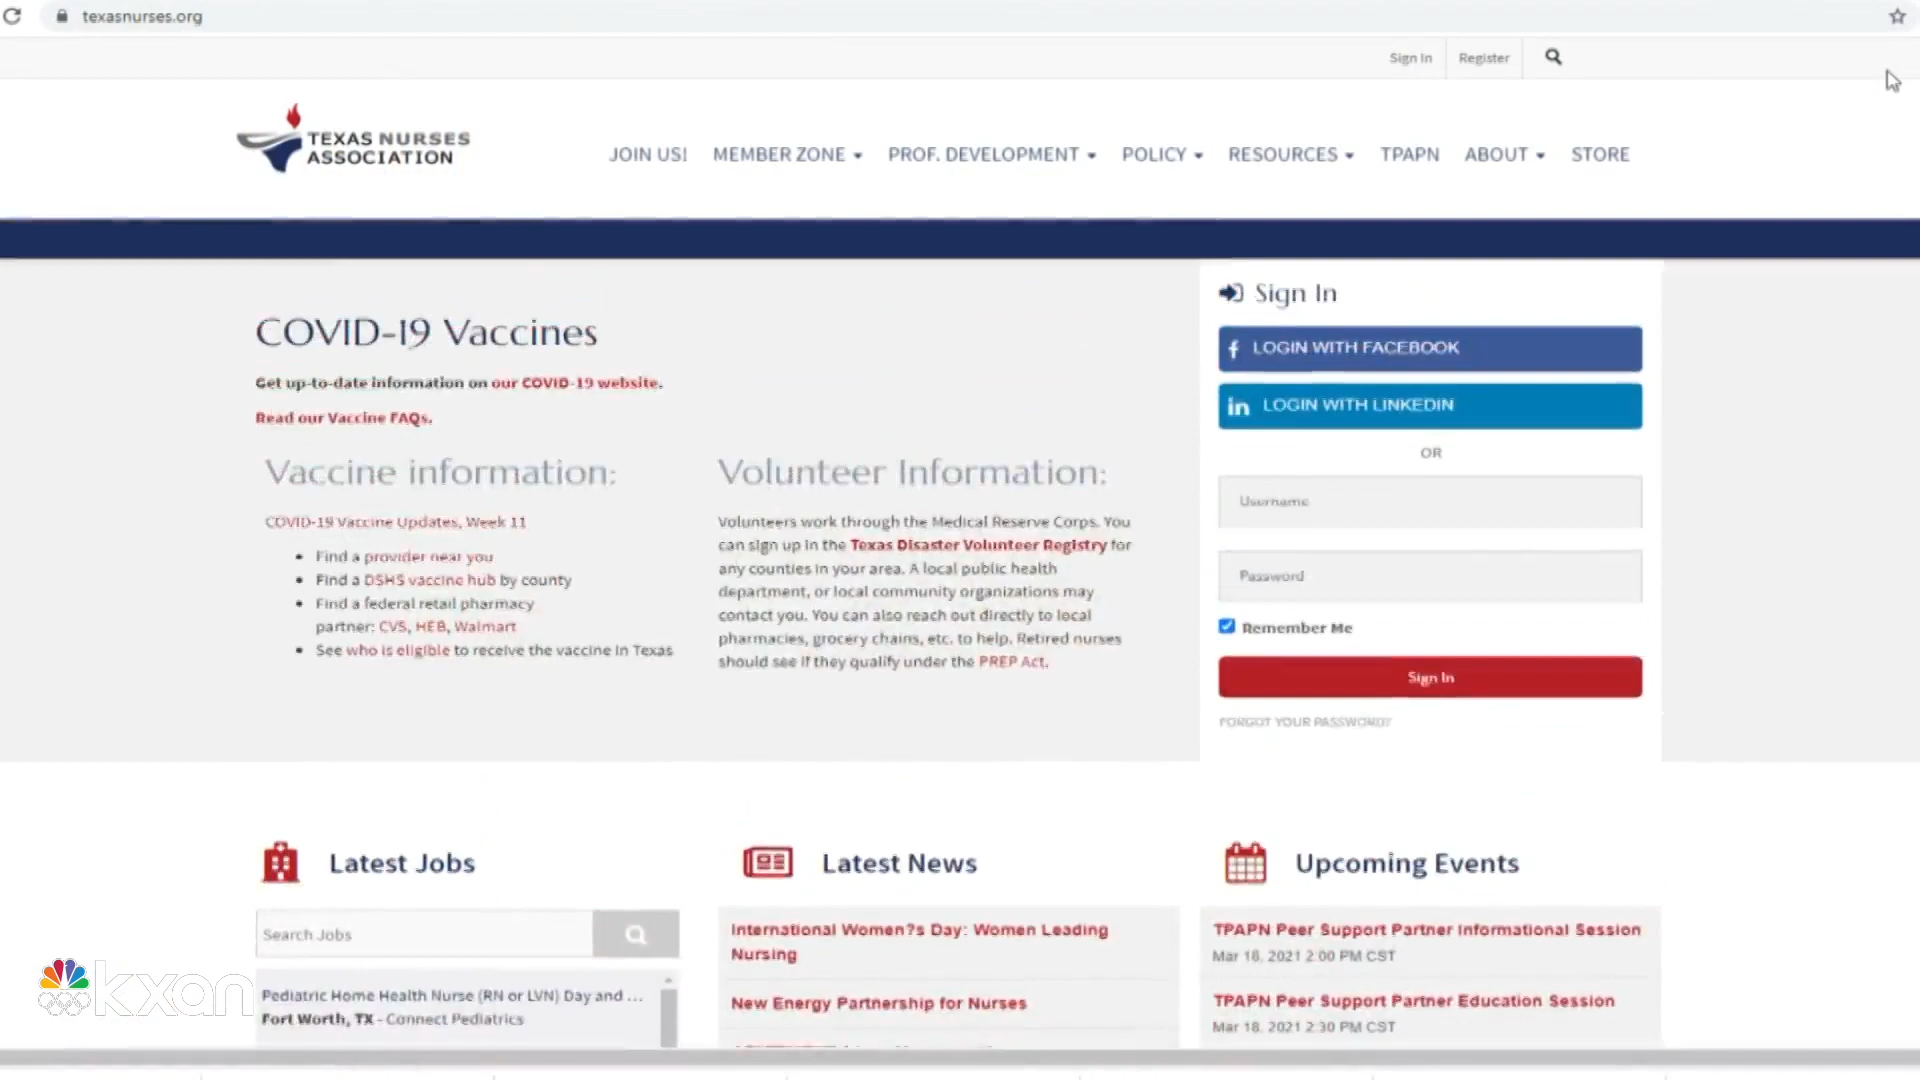 texasnurses.org
Sign In
Register
TEXAS NURSES
ASSOCIATION
JOIN US!
MEMBER ZONE
PROF. DEVELOPMENT
POLICY
RESOURCES
TPAPN
ABOUT
STORE
COVID-19 Vaccines
Get up-to-date information on our COVID-19 website.
Read our Vaccine FAQs.
Vaccine information:
COVID-19 Vaccine Updates, Week 11
Find a provider near you
Find a DSHS vaccine hub by county
Find a federal retail pharmacy
partner: CVS, HEB, Walmart
See who is eligible to receive the vaccine in Texas
Volunteer Information:
Volunteers work through the Medical Reserve Corps. You
can sign up in the Texas Disaster Volunteer Registry for
any counties in your area. A local public health
department, or local community organizations may
contact you. You can also reach out directly to local
pharmacies, grocery chains, etc. to help. Retired nurses
should see if they qualify under the PREP Act.
Sign In
LOGIN WITH FACEBOOK
LOGIN WITH LINKEDIN
OR
Username
Password
Remember Me
Sign In
FORGOT YOUR PASSWORD?
Latest Jobs
Search Jobs
Pediatric Home Health Nurse (RN or LVN) Day and ...
Fort Worth, TX - Connect Pediatrics
Latest News
International Women?s Day: Women Leading
Nursing
New Energy Partnership for Nurses
Upcoming Events
TPAPN Peer Support Partner Informational Session
Mar 18, 2021 2:00 PM CST
TPAPN Peer Support Partner Education Session
Mar 18, 2021 2:30 PM CST
kxan